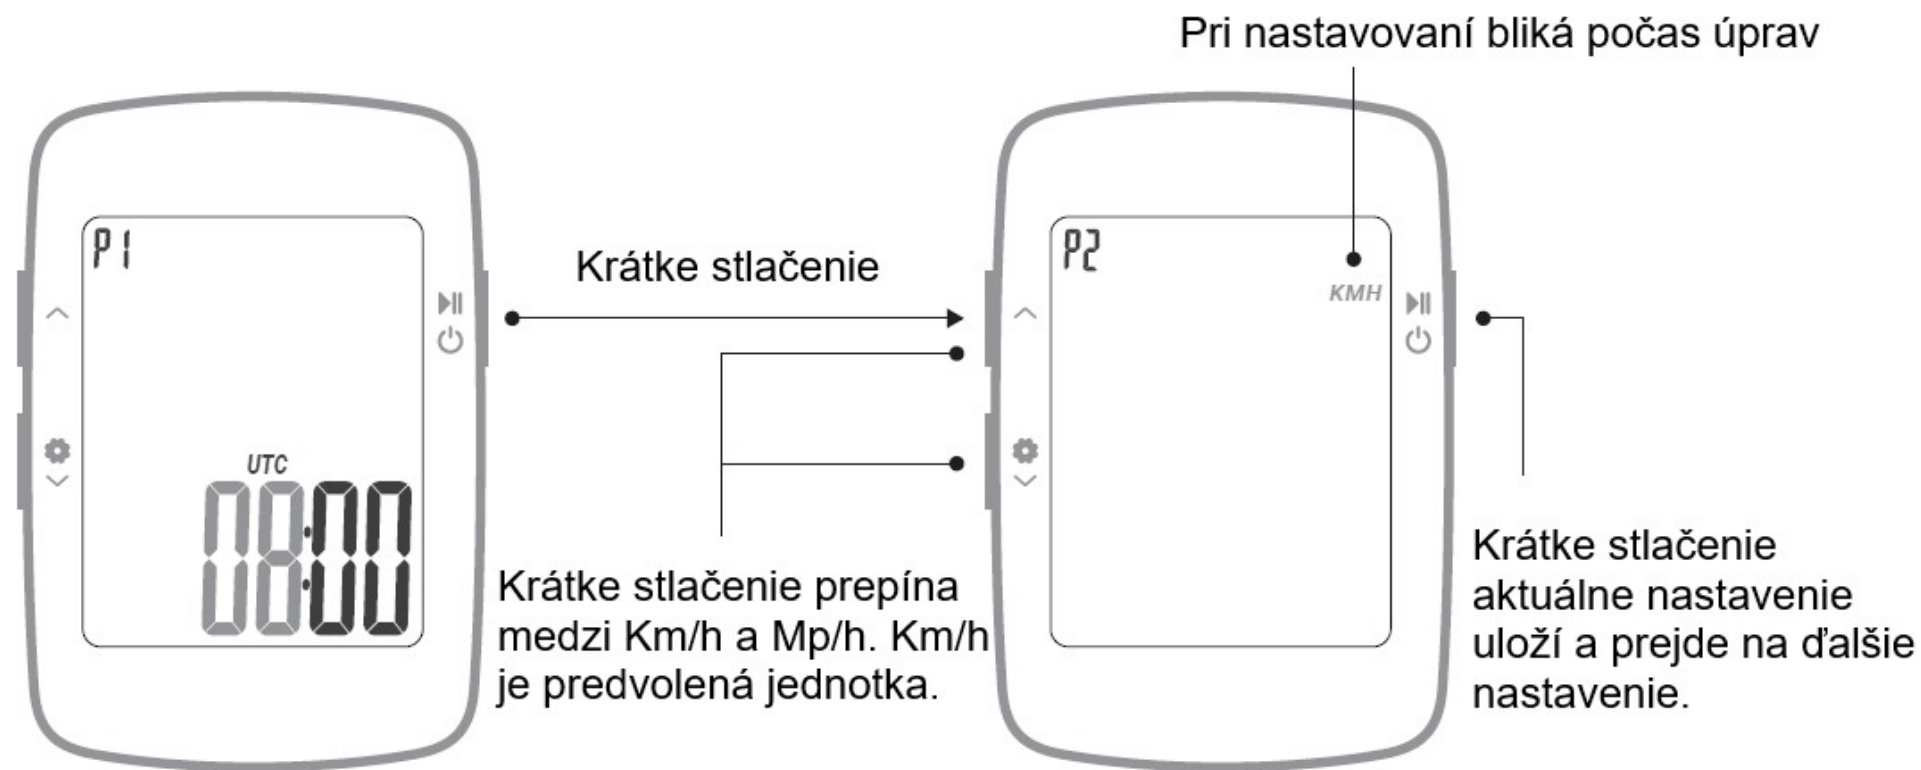 Pri nastavovaní bliká počas úprav
P1
UTC
08:00
Krátke stlačenie
P2
KMH
Krátke stlačenie prepína
medzi Km/h a Mp/h. Km/h
je predvolená jednotka.
Krátke stlačenie
aktuálne nastavenie
uloží a prejde na ďalšie
nastavenie.